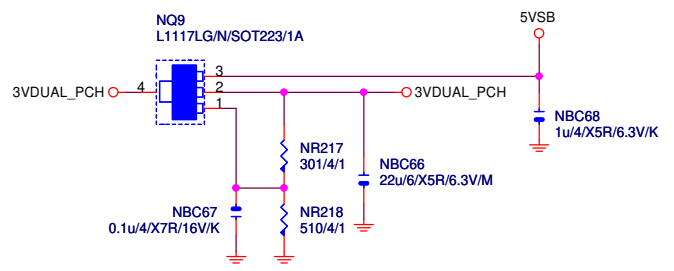 NQ9
L1117LG/N/SOT223/1A
5VSB
3VDUAL_PCH
4
3
2
1
3VDUAL_PCH
NBC68
1u/4/X5R/6.3V/K
NR217
301/4/1
NBC66
22u/6/X5R/6.3V/M
NBC67
0.1u/4/X7R/16V/K
NR218
510/4/1